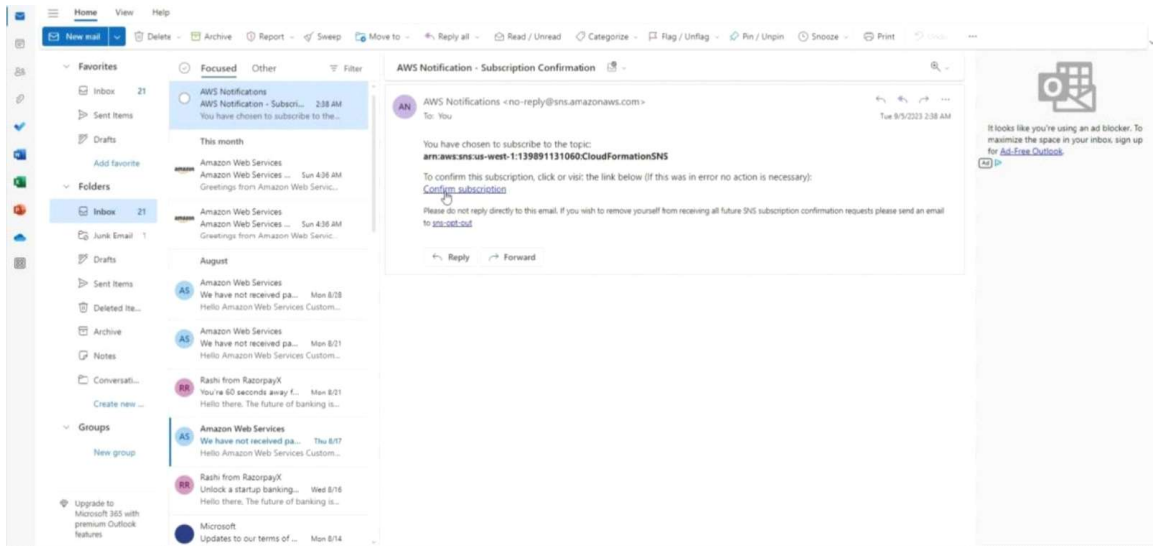 Home View Help
New mail Delete Archive Report Sweep Move to Reply all Read / Unread Categorize Flag / Unflag Pin / Unpin Snooze Print Undo ...
Favorites
Inbox 21
Sent Items
Drafts
Add favorite
Folders
Inbox 21
Junk Email 1
Drafts
Sent Items
Deleted Ite...
Archive
Notes
Conversati...
Create new ...
Groups
New group
Upgrade to
Microsoft 365 with
premium Outlook
features
Focused Other Filter
AWS Notifications
AWS Notification - Subscri... 2:38 AM
You have chosen to subscribe to the...
This month
amazon
Amazon Web Services
Amazon Web Services ... Sun 4:36 AM
Greetings from Amazon Web Servic...
amazon
Amazon Web Services
Amazon Web Services ... Sun 4:36 AM
Greetings from Amazon Web Servic...
August
AS
Amazon Web Services
We have not received pa... Mon 8/28
Hello Amazon Web Services Custom...
AS
Amazon Web Services
We have not received pa... Mon 8/21
Hello Amazon Web Services Custom...
RR
Rashi from RazorpayX
You're 60 seconds away f... Mon 8/21
Hello there, The future of banking is...
AS
Amazon Web Services
We have not received pa... Thu 8/17
Hello Amazon Web Services Custom...
RR
Rashi from RazorpayX
Unlock a startup banking... Wed 8/16
Hello there, The future of banking is...
Microsoft
Updates to our terms of ... Mon 8/14
AWS Notification - Subscription Confirmation
AN
AWS Notifications <no-reply@sns.amazonaws.com>
To: You
Tue 9/5/2023 2:38 AM
You have chosen to subscribe to the topic:
arn:aws:sns:us-west-1:139891131060:CloudFormationSNS
To confirm this subscription, click or visit the link below (If this was in error no action is necessary):
Confirm subscription
Please do not reply directly to this email. If you wish to remove yourself from receiving all future SNS subscription confirmation requests please send an email
to sns-opt-out
Reply Forward
It looks like you're using an ad blocker. To
maximize the space in your inbox, sign up
for Ad-Free Outlook.
Ad